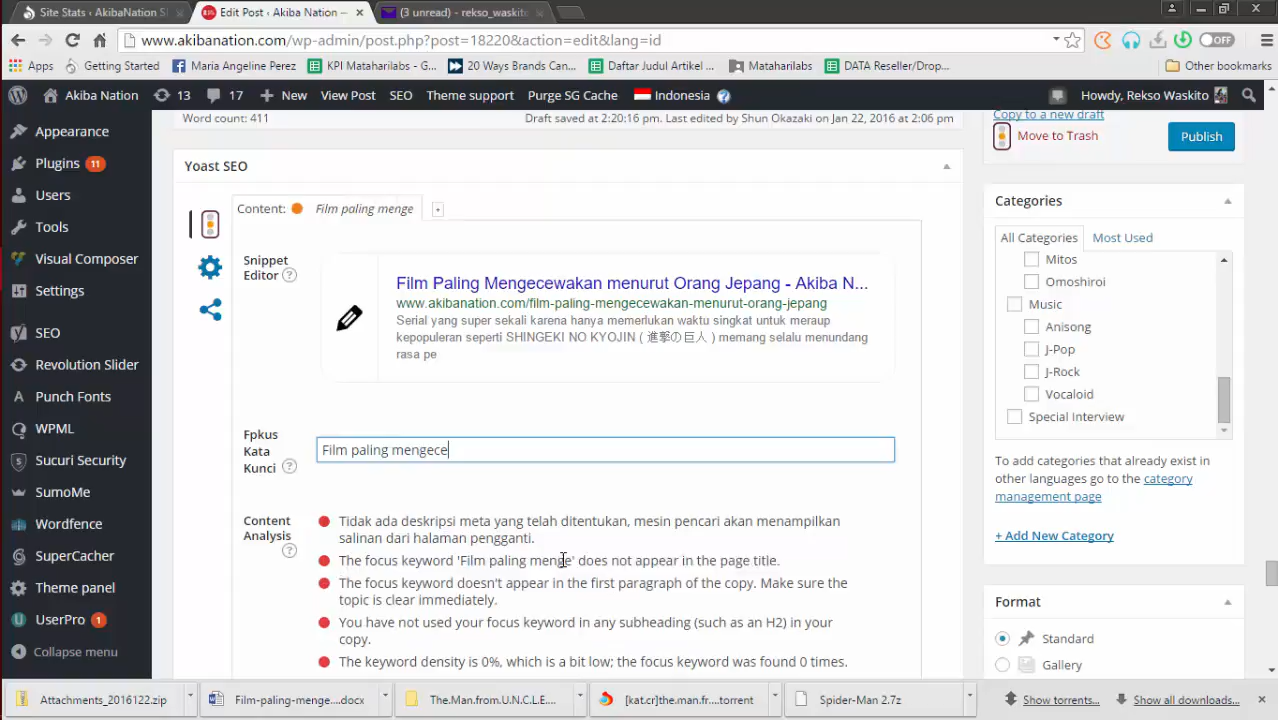 Site Stats ‹ AkibaNation S
Edit Post ‹ Akiba Nation —
(3 unread) - rekso_waskito
www.akibanation.com/wp-admin/post.php?post=18220&action=edit&lang=id
OFF
Apps Getting Started Maria Angeline Perez KPI Mataharilabs - G... 20 Ways Brands Can... Daftar Judul Artikel ... Mataharilabs DATA Reseller/Drop... Other bookmarks
Akiba Nation 13 17 New View Post SEO Theme support Purge SG Cache Indonesia Howdy, Rekso Waskito
Appearance
Plugins 11
Users
Tools
Visual Composer
Settings
SEO
Revolution Slider
Punch Fonts
WPML
Sucuri Security
SumoMe
Wordfence
SuperCacher
Theme panel
UserPro 1
Collapse menu
Word count: 411
Draft saved at 2:20:16 pm. Last edited by Shun Okazaki on Jan 22, 2016 at 2:06 pm
Yoast SEO
Content: Film paling menge
Snippet
Editor ?
Film Paling Mengecewakan menurut Orang Jepang - Akiba N...
www.akibanation.com/film-paling-mengecewakan-menurut-orang-jepang
Serial yang super sekali karena hanya memerlukan waktu singkat untuk meraup
kepopuleran seperti SHINGEKI NO KYOJIN ( 進撃の巨人 ) memang selalu menundang
rasa pe
Fpkus
Kata
Kunci ?
Film paling mengece
Content
Analysis
?
Tidak ada deskripsi meta yang telah ditentukan, mesin pencari akan menampilkan
salinan dari halaman pengganti.
The focus keyword 'Film paling menge' does not appear in the page title.
The focus keyword doesn't appear in the first paragraph of the copy. Make sure the
topic is clear immediately.
You have not used your focus keyword in any subheading (such as an H2) in your
copy.
The keyword density is 0%, which is a bit low; the focus keyword was found 0 times.
Copy to a new draft
Move to Trash
Publish
Categories
All Categories Most Used
Mitos
Omoshiroi
Music
Anisong
J-Pop
J-Rock
Vocaloid
Special Interview
To add categories that already exist in
other languages go to the category
management page
+ Add New Category
Format
Standard
Gallery
Attachments_2016122.zip
Film-paling-menge....docx
The.Man.from.U.N.C.L.E....
[kat.cr]the.man.fr....torrent
Spider-Man 2.7z
Show torrents...
Show all downloads...